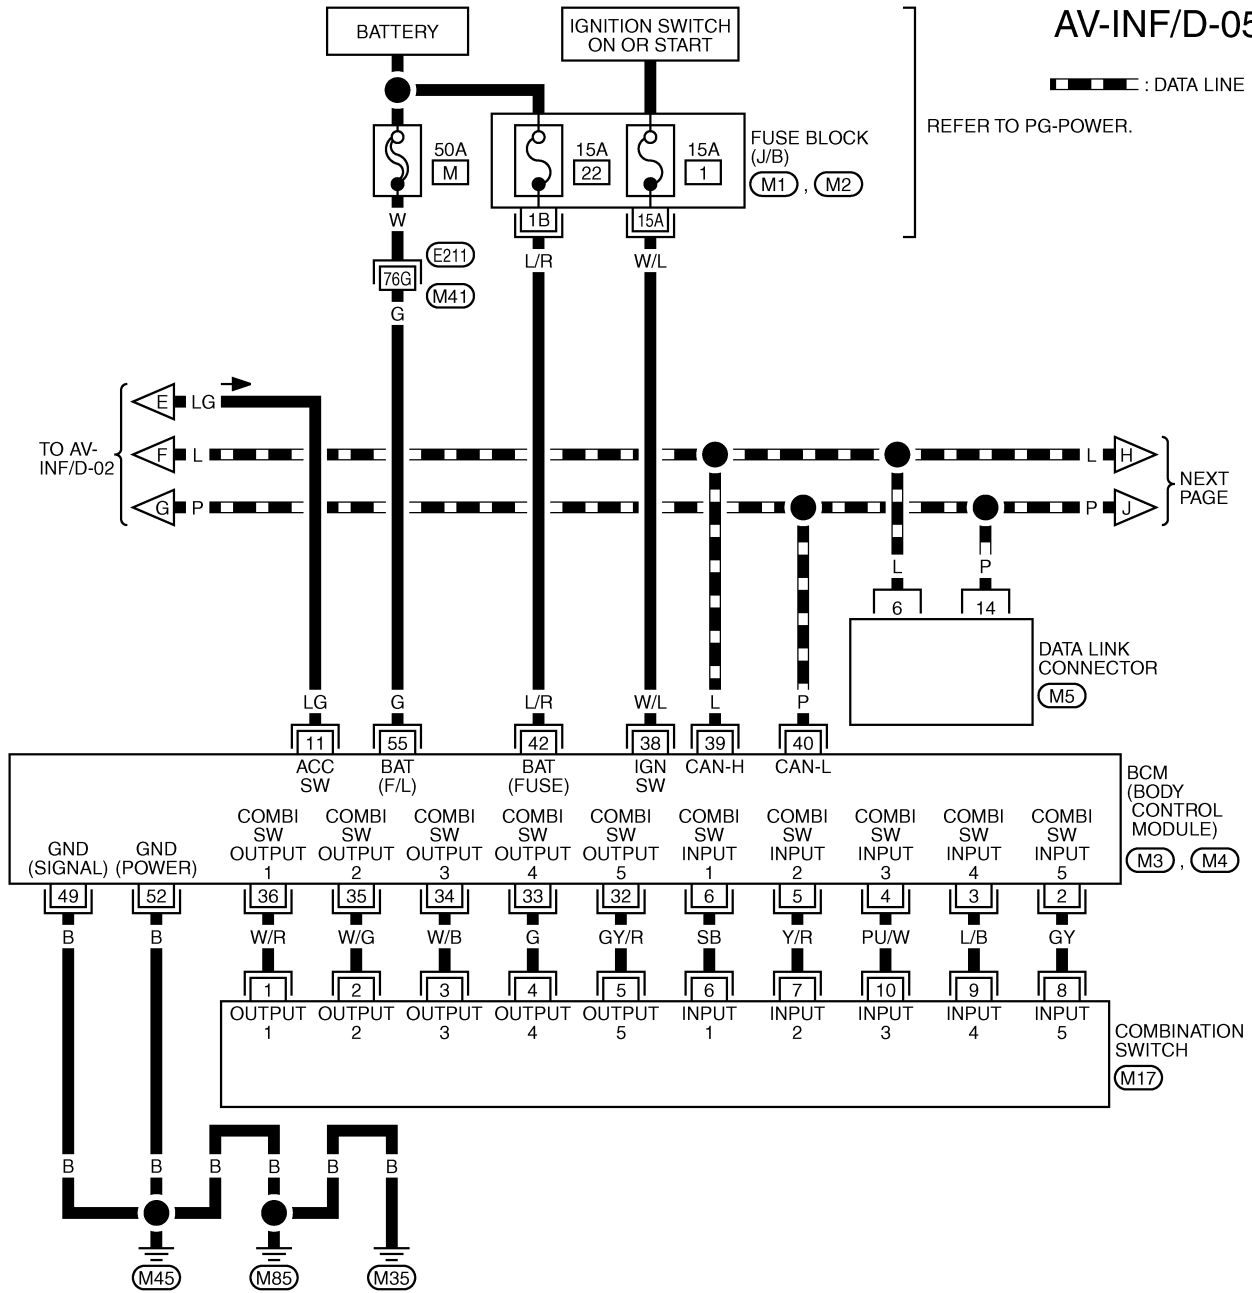 AV-INF/D-05
BATTERY
IGNITION SWITCH
ON OR START
: DATA LINE
REFER TO PG-POWER.
50A
M
15A
22
15A
1
FUSE BLOCK
(J/B)
M1 , M2
W
1B
15A
E211
76G
M41
L/R
W/L
G
TO AV-
INF/D-02
E LG
F L
G P
L H
P J
NEXT
PAGE
L
P
6
14
DATA LINK
CONNECTOR
M5
LG
G
L/R
W/L
L
P
11
55
42
38
39
40
ACC
SW
BAT
(F/L)
BAT
(FUSE)
IGN
SW
CAN-H
CAN-L
BCM
(BODY
CONTROL
MODULE)
M3 , M4
GND
(SIGNAL)
GND
(POWER)
COMBI
SW
OUTPUT
1
COMBI
SW
OUTPUT
2
COMBI
SW
OUTPUT
3
COMBI
SW
OUTPUT
4
COMBI
SW
OUTPUT
5
COMBI
SW
INPUT
1
COMBI
SW
INPUT
2
COMBI
SW
INPUT
3
COMBI
SW
INPUT
4
COMBI
SW
INPUT
5
49
52
36
35
34
33
32
6
5
4
3
2
B
B
W/R
W/G
W/B
G
GY/R
SB
Y/R
PU/W
L/B
GY
1
2
3
4
5
6
7
10
9
8
OUTPUT
1
OUTPUT
2
OUTPUT
3
OUTPUT
4
OUTPUT
5
INPUT
1
INPUT
2
INPUT
3
INPUT
4
INPUT
5
COMBINATION
SWITCH
M17
B
B
B
B
B
B
M45
M85
M35